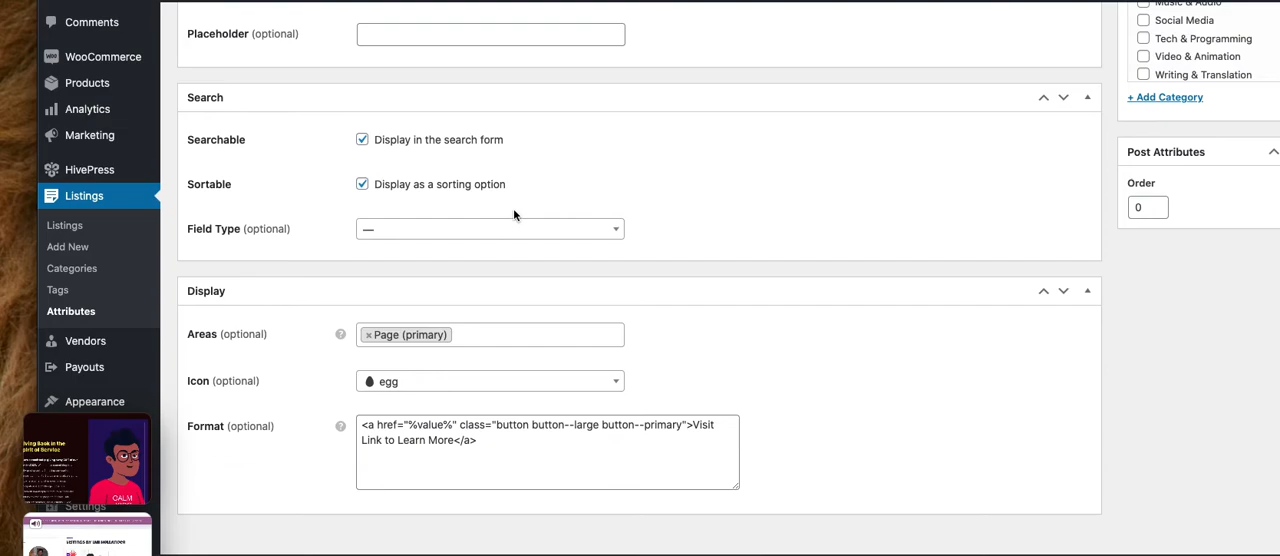 Comments
WooCommerce
Products
Analytics
Marketing
HivePress
Listings
Listings
Add New
Categories
Tags
Attributes
Vendors
Payouts
Appearance
Settings
Placeholder (optional)
Search
Searchable
Display in the search form
Sortable
Display as a sorting option
Field Type (optional)
—
Display
Areas (optional)
? × Page (primary)
Icon (optional)
egg
Format (optional)
? <a href="%value%" class="button button--large button--primary">Visit
Link to Learn More</a>
Music & Audio
Social Media
Tech & Programming
Video & Animation
Writing & Translation
+ Add Category
Post Attributes
Order
0
CALM